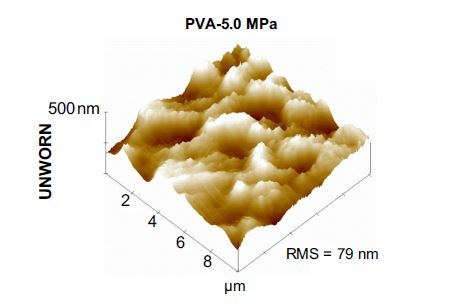 PVA-5.0 MPa
500 nm
UNWORN
2
4
6
8
RMS = 79 nm
µm